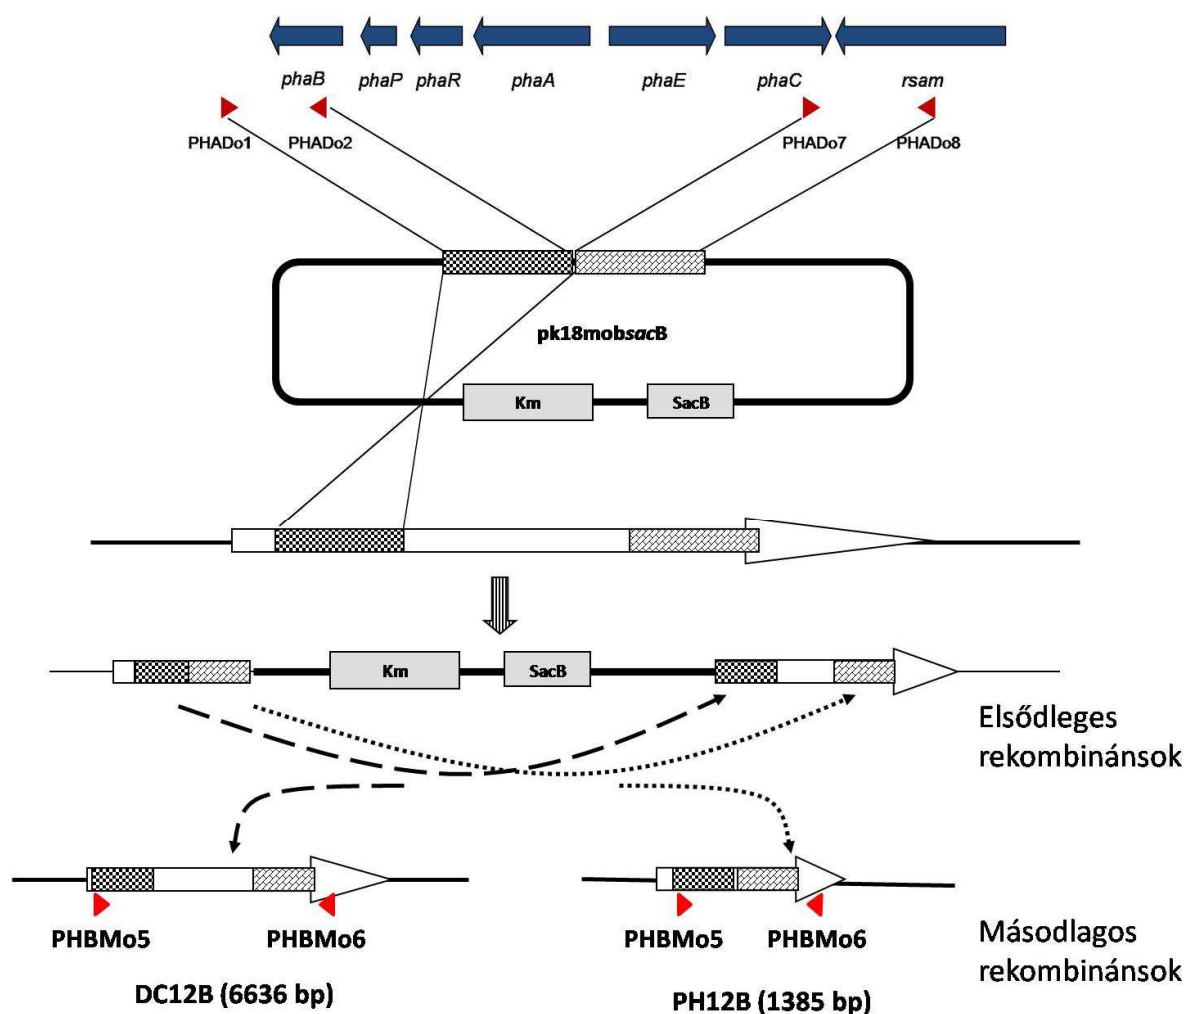 phaB phaP phaR phaA phaE phaC rsam
PHADo1 PHADo2 PHADo7 PHADo8
pk18mobsacB
Km SacB
Km SacB
Elsődleges
rekombinánsok
PHBMo5 PHBMo6 PHBMo5 PHBMo6
Másodlagos
rekombinánsok
DC12B (6636 bp) PH12B (1385 bp)